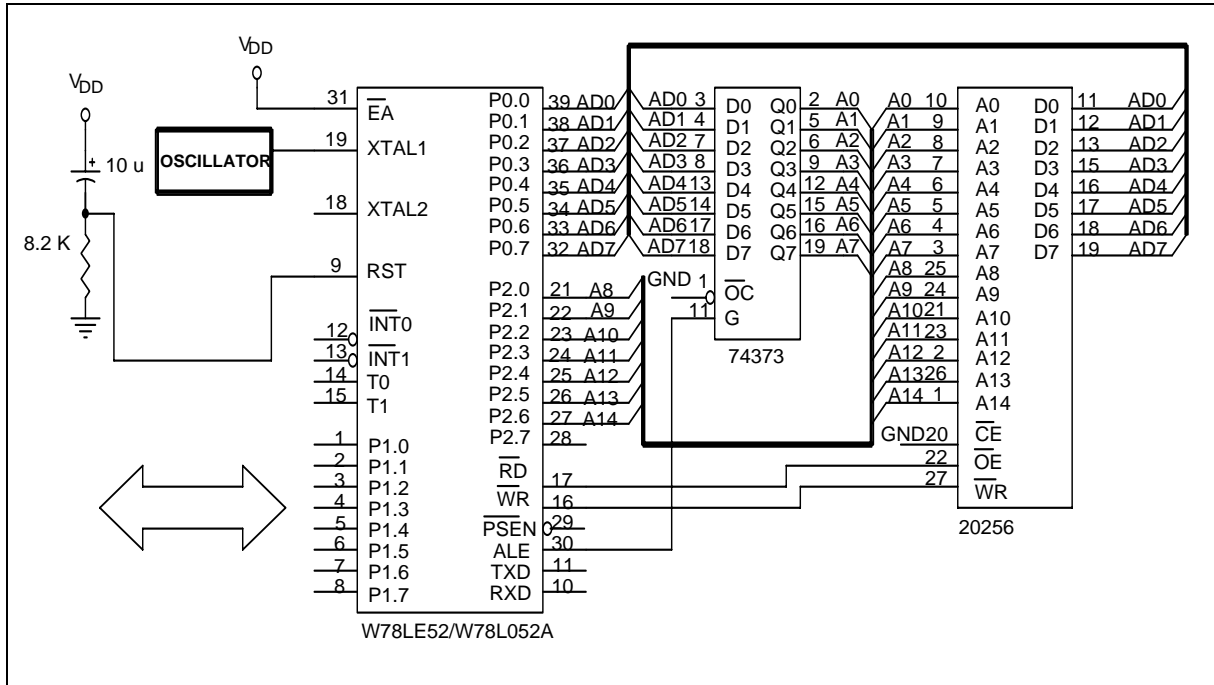 VDD
VDD
10 u
8.2 K
OSCILLATOR
31 EA
19 XTAL1
18 XTAL2
9 RST
12 INT0
13 INT1
14 T0
15 T1
1 P1.0
2 P1.1
3 P1.2
4 P1.3
5 P1.4
6 P1.5
7 P1.6
8 P1.7
P0.0 39 AD0
P0.1 38 AD1
P0.2 37 AD2
P0.3 36 AD3
P0.4 35 AD4
P0.5 34 AD5
P0.6 33 AD6
P0.7 32 AD7
P2.0 21 A8
P2.1 22 A9
P2.2 23 A10
P2.3 24 A11
P2.4 25 A12
P2.5 26 A13
P2.6 27 A14
P2.7 28
RD 17
WR 16
PSEN 29
ALE 30
TXD 11
RXD 10
W78LE52/W78L052A
AD0 3 D0 Q0 2 A0
AD1 4 D1 Q1 5 A1
AD2 7 D2 Q2 6 A2
AD3 8 D3 Q3 9 A3
AD4 13 D4 Q4 12 A4
AD5 14 D5 Q5 15 A5
AD6 17 D6 Q6 16 A6
AD7 18 D7 Q7 19 A7
GND 1 OC
11 G
74373
A0 10 A0 D0 11 AD0
A1 9 A1 D1 12 AD1
A2 8 A2 D2 13 AD2
A3 7 A3 D3 15 AD3
A4 6 A4 D4 16 AD4
A5 5 A5 D5 17 AD5
A6 4 A6 D6 18 AD6
A7 3 A7 D7 19 AD7
A8 25 A8
A9 24 A9
A10 21 A10
A11 23 A11
A12 2 A12
A13 26 A13
A14 1 A14
GND 20 CE
22 OE
27 WR
20256